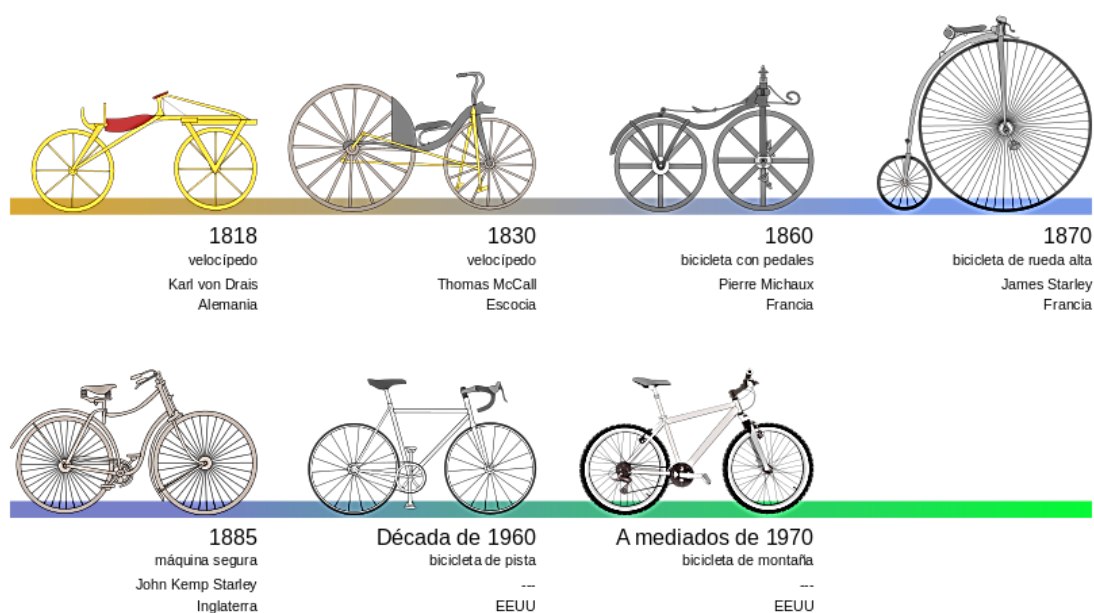 1818
velocípedo
Karl von Drais
Alemania
1830
velocípedo
Thomas McCall
Escocia
1860
bicicleta con pedales
Pierre Michaux
Francia
1870
bicicleta de rueda alta
James Starley
Francia
1885
máquina segura
John Kemp Starley
Inglaterra
Década de 1960
bicicleta de pista
---
EEUU
A mediados de 1970
bicicleta de montaña
---
EEUU